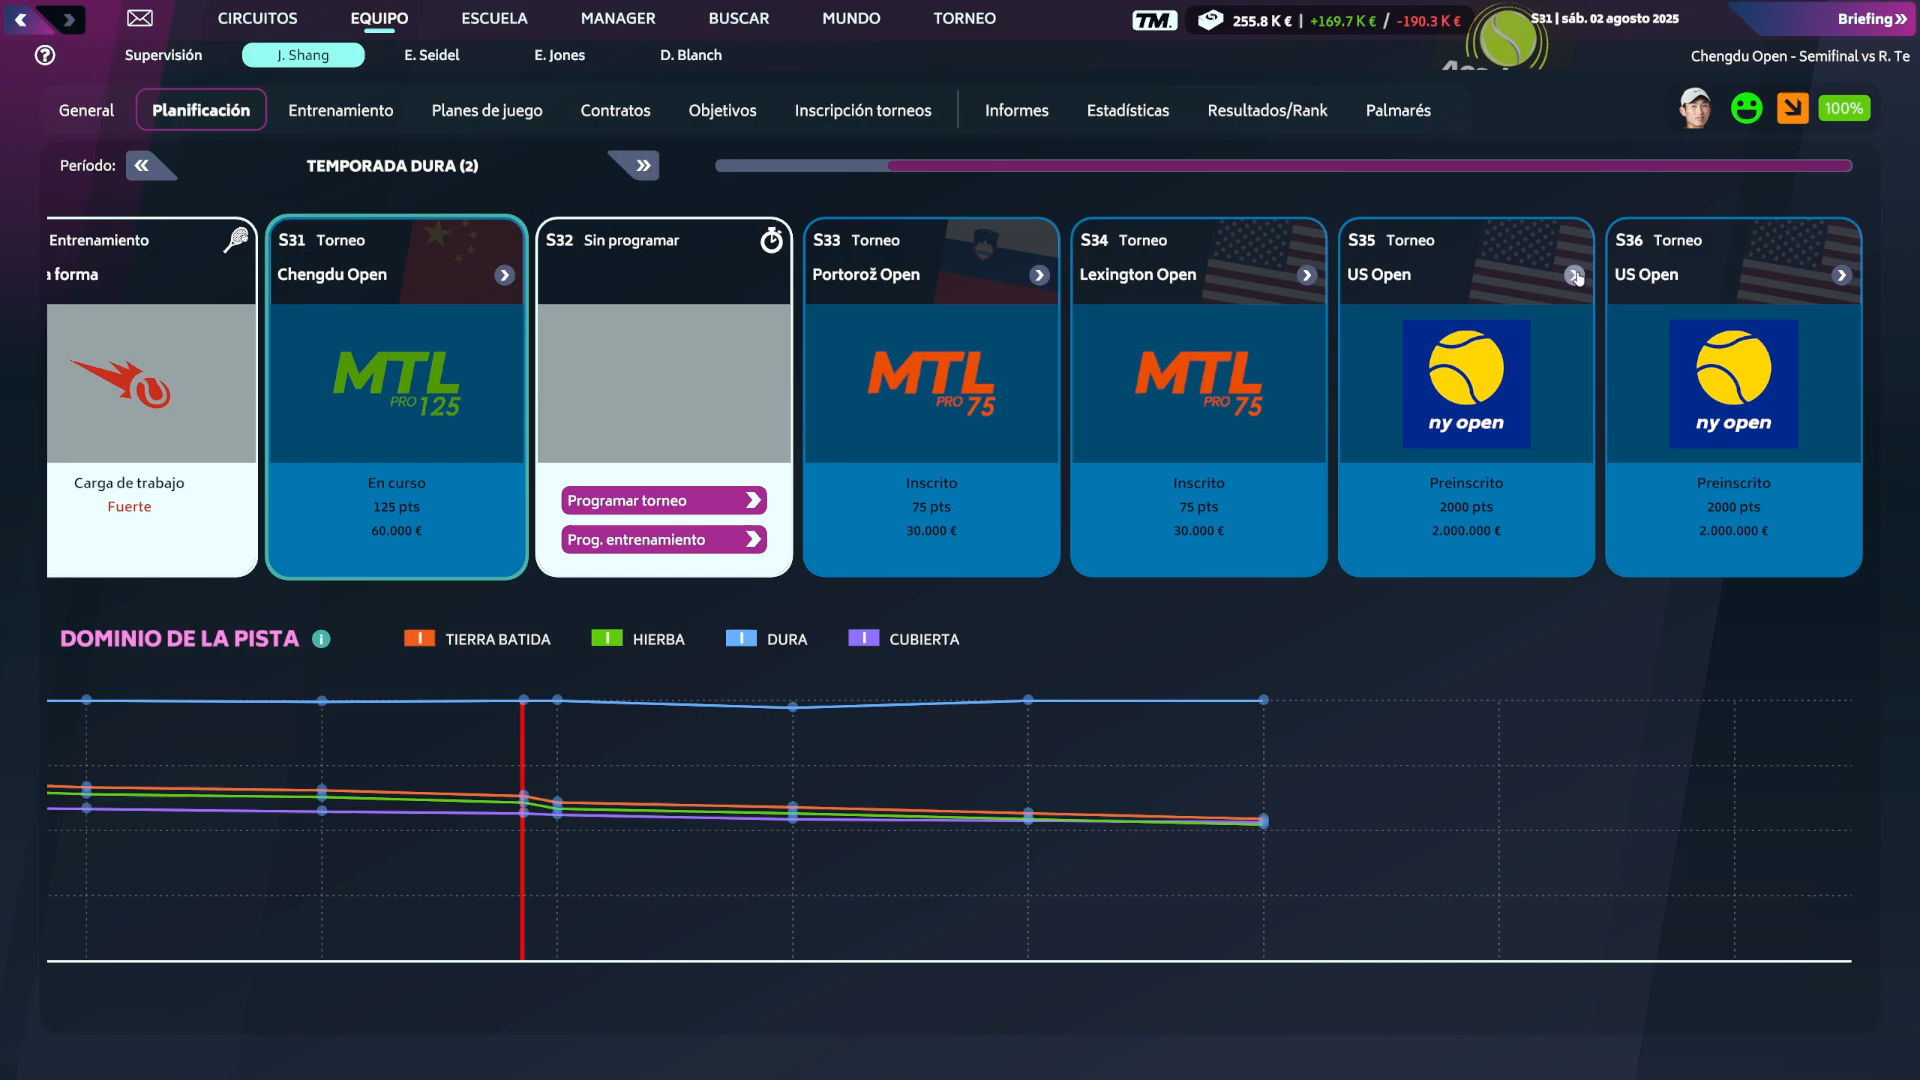 CIRCUITOS EQUIPO ESCUELA MANAGER BUSCAR MUNDO TORNEO
TM. 255.8 K € | +169.7 K € / -190.3 K €
S31 | sáb. 02 agosto 2025
Briefing
Supervisión J. Shang E. Seidel E. Jones D. Blanch
Chengdu Open - Semifinal vs R. Te
General Planificación Entrenamiento Planes de juego Contratos Objetivos Inscripción torneos Informes Estadísticas Resultados/Rank Palmarés
100%
Período: TEMPORADA DURA (2)
Entrenamiento
a forma
Carga de trabajo
Fuerte
S31 Torneo
Chengdu Open
MTL
PRO 125
En curso
125 pts
60.000 €
S32 Sin programar
Programar torneo
Prog. entrenamiento
S33 Torneo
Portorož Open
MTL
PRO 75
Inscrito
75 pts
30.000 €
S34 Torneo
Lexington Open
MTL
PRO 75
Inscrito
75 pts
30.000 €
S35 Torneo
US Open
ny open
Preinscrito
2000 pts
2.000.000 €
S36 Torneo
US Open
ny open
Preinscrito
2000 pts
2.000.000 €
DOMINIO DE LA PISTA i
I TIERRA BATIDA
I HIERBA
I DURA
I CUBIERTA